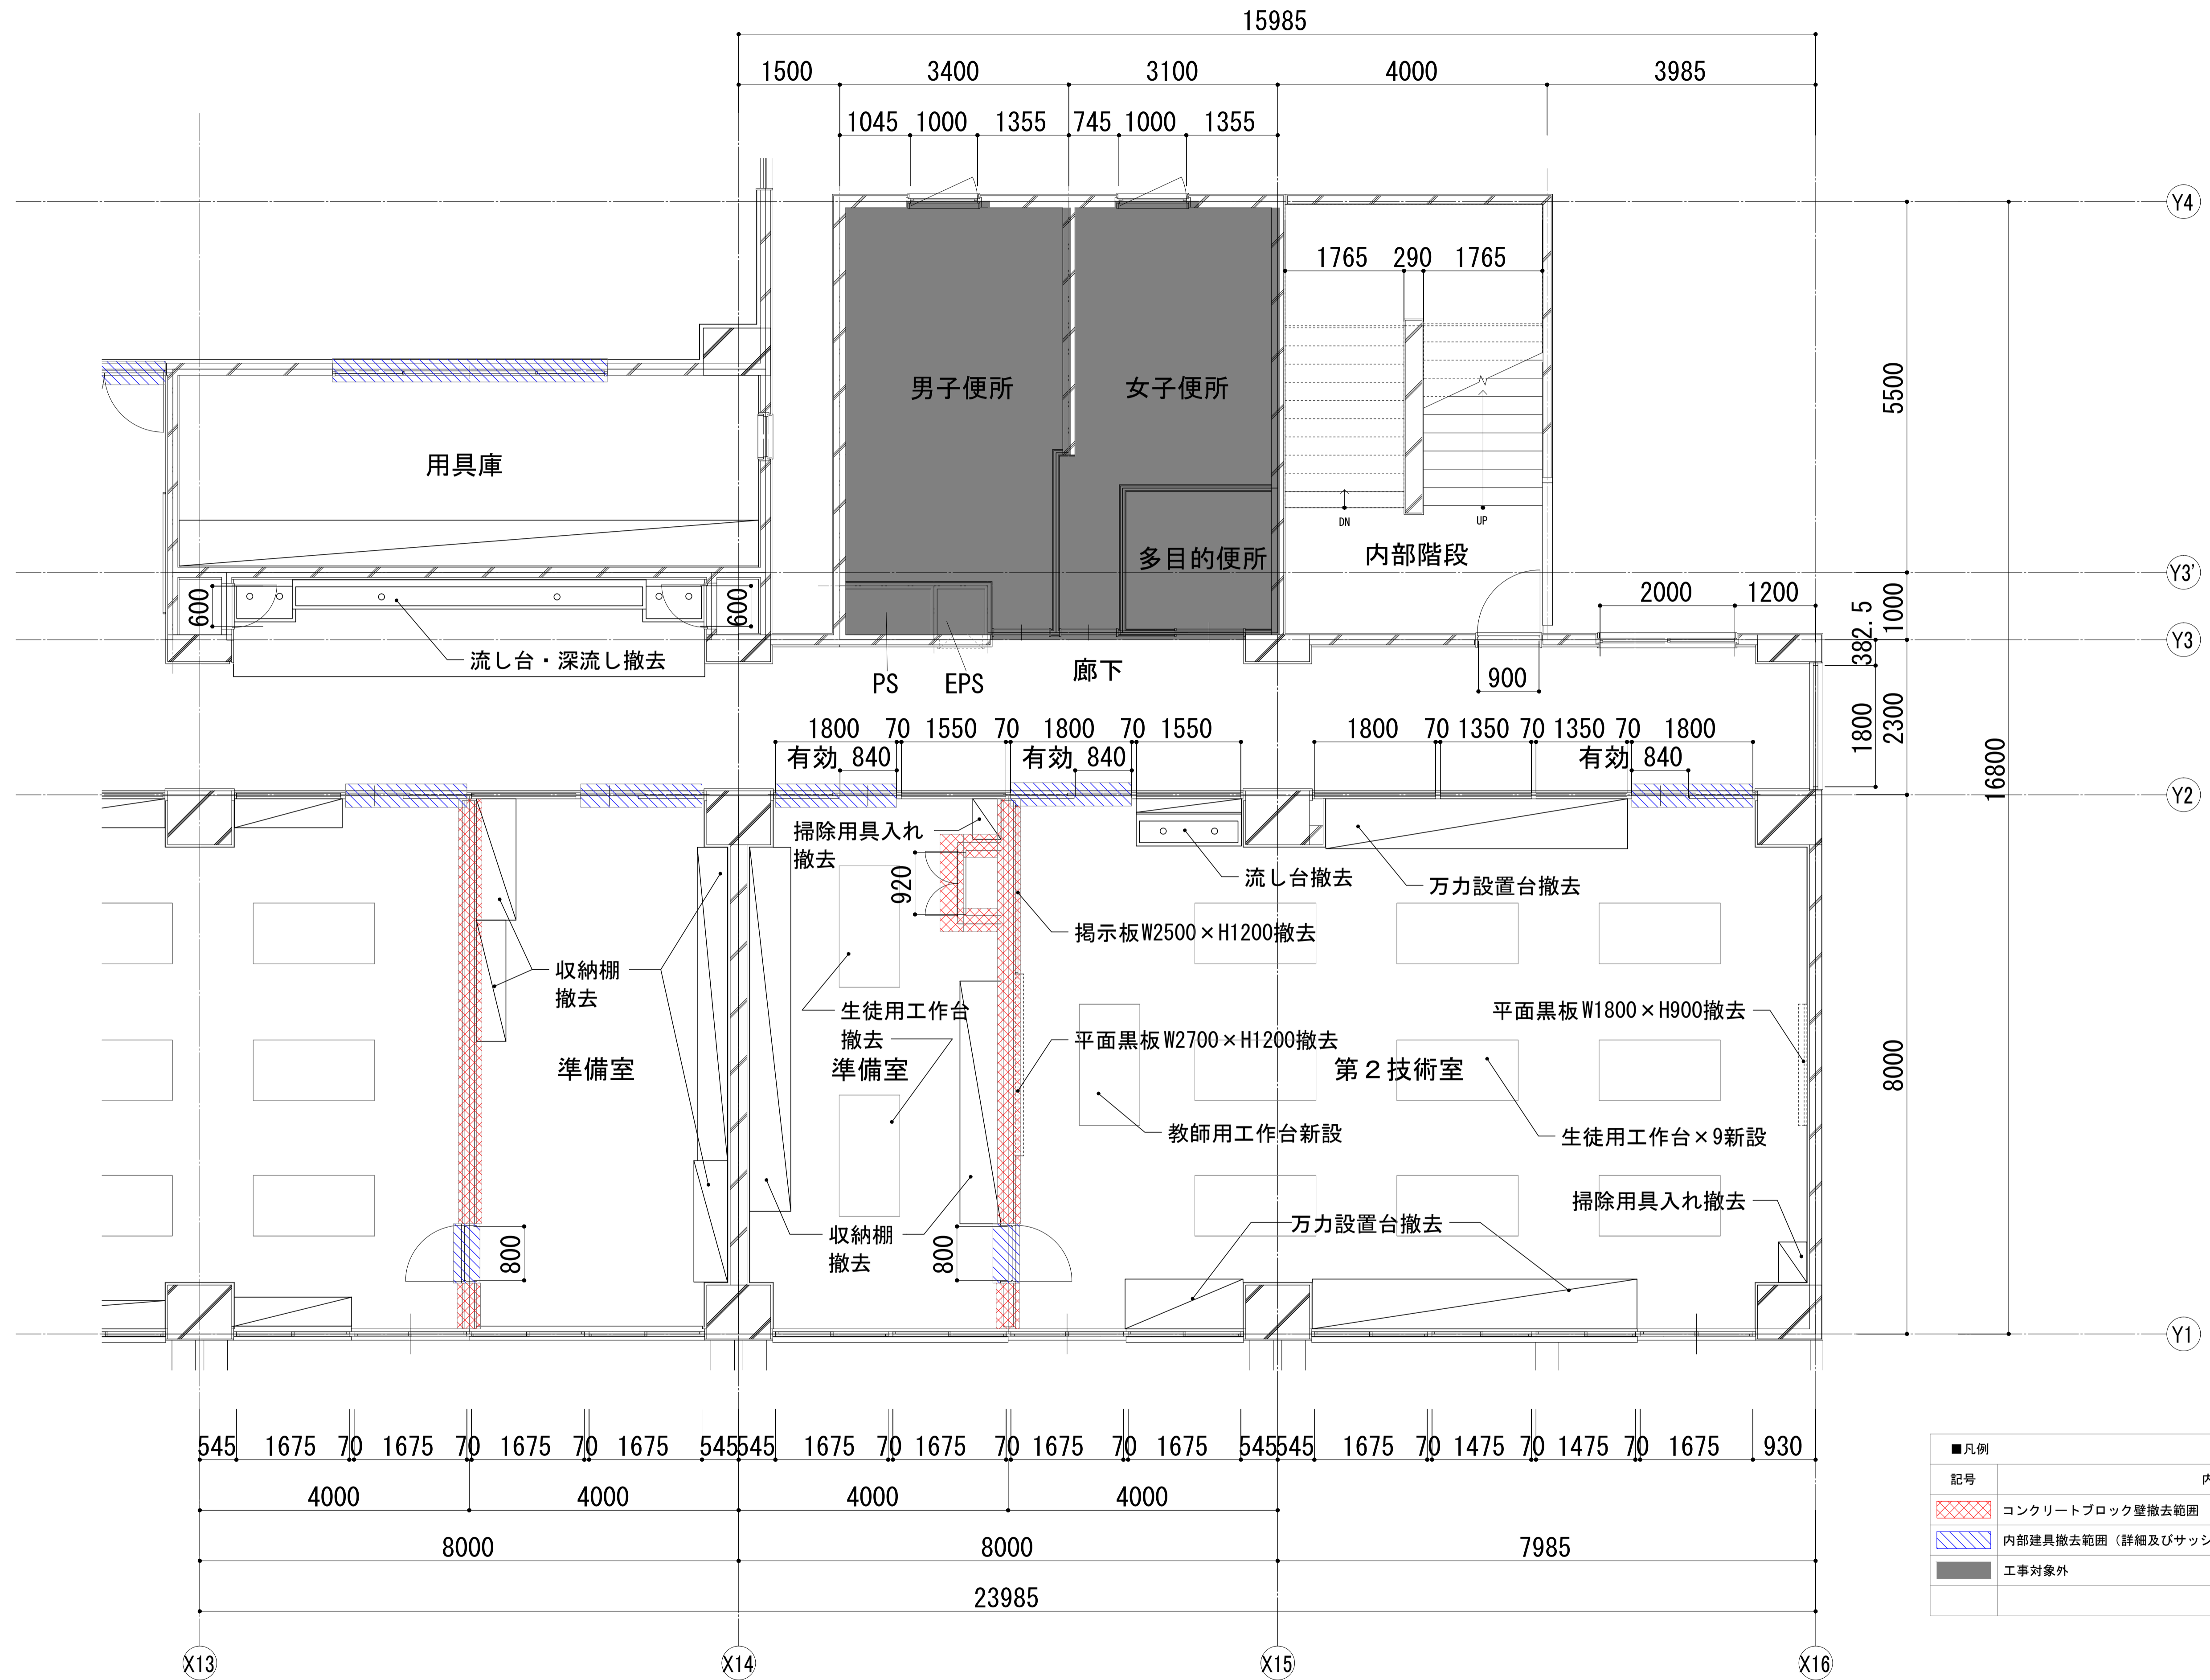 15985
1500 3400 3100 4000 3985
1045 1000 1355 745 1000 1355
Y4
1765 290 1765
5500
男子便所 女子便所
用具庫
DN UP
内部階段
多目的便所
Y3'
600 600
2000 1200
382.5 1000
Y3
流し台・深流し撤去
PS EPS
廊下
900
1800 2300
16800
1800 70 1550 70 1800 70 1550 1800 70 1350 70 1350 70 1800
有効 840 有効 840 有効 840
Y2
掃除用具入れ
撤去
920
流し台撤去
万力設置台撤去
掲示板W2500×H1200撤去
収納棚
撤去
生徒用工作台
撤去
平面黒板W1800×H900撤去
平面黒板W2700×H1200撤去
準備室 準備室 第2技術室
8000
教師用工作台新設
生徒用工作台×9新設
掃除用具入れ撤去
万力設置台撤去
収納棚
撤去
800 800
Y1
545 1675 70 1675 70 1675 70 1675 545 545 1675 70 1675 70 1675 70 1675 545 545 1675 70 1475 70 1475 70 1675 930
4000 4000 4000 4000
8000 8000 7985
23985
X13 X14 X15 X16
■凡例
記号
コンクリートブロック壁撤去範囲
内部建具撤去範囲（詳細及びサッシ
工事対象外